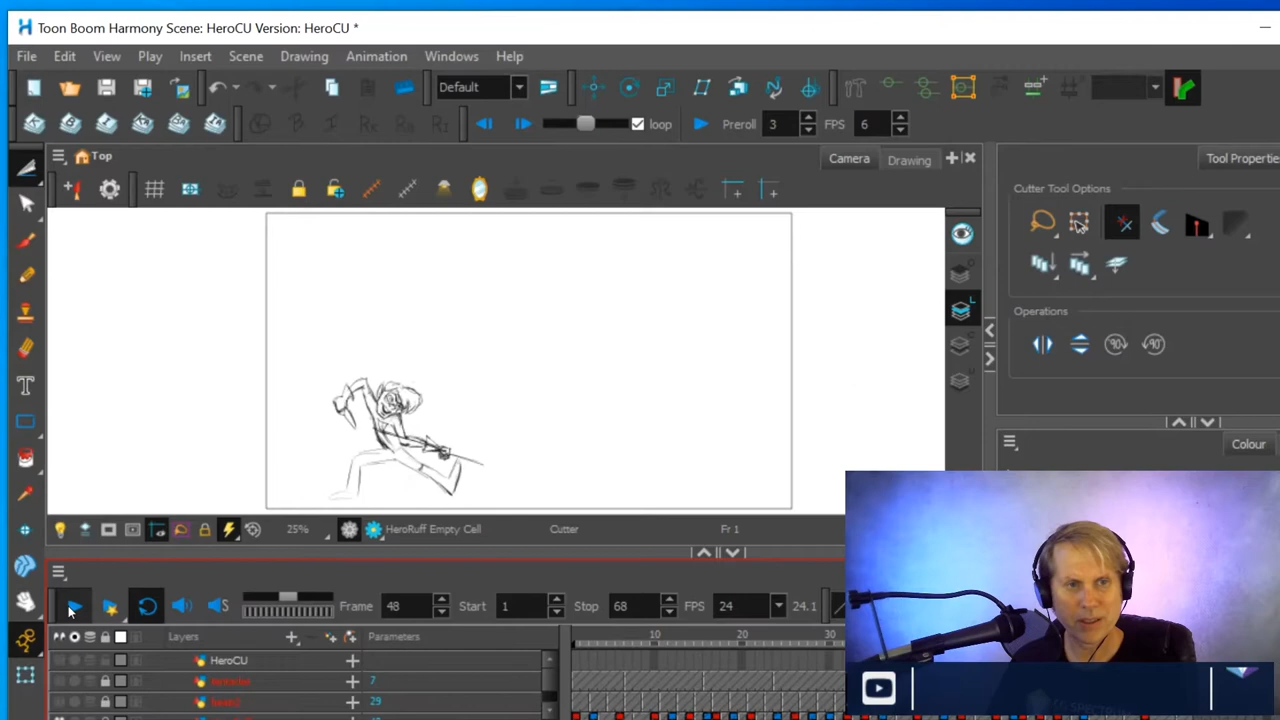 Toon Boom Harmony Scene: HeroCU Version: HeroCU *
File Edit View Play Insert Scene Drawing Animation Windows Help
Default
loop Preroll 3 FPS 6
Top Camera Drawing Tool Propertie
Cutter Tool Options
Operations
Colour
25% HeroRuff Empty Cell Cutter Fr 1
Frame 48 Start 1 Stop 68 FPS 24 24.1
Layers Parameters 10 20 30
HeroCU
7
29